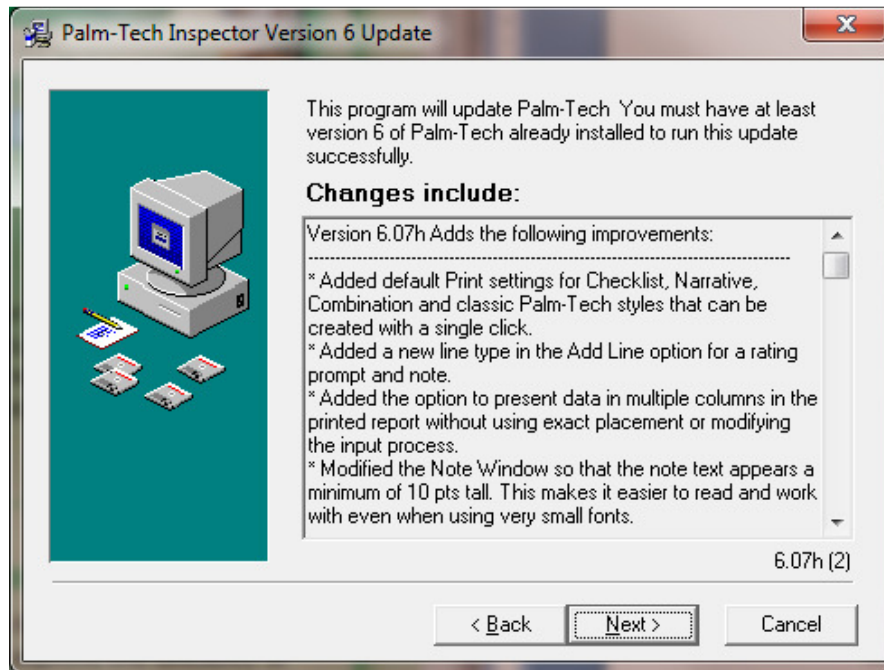 Palm-Tech Inspector Version 6 Update
This program will update Palm-Tech You must have at least
version 6 of Palm-Tech already installed to run this update
successfully.
Changes include:
Version 6.07h Adds the following improvements:
--------------------------------------------------------------------------------
* Added default Print settings for Checklist, Narrative,
Combination and classic Palm-Tech styles that can be
created with a single click.
* Added a new line type in the Add Line option for a rating
prompt and note.
* Added the option to present data in multiple columns in the
printed report without using exact placement or modifying
the input process.
* Modified the Note Window so that the note text appears a
minimum of 10 pts tall. This makes it easier to read and work
with even when using very small fonts.
6.07h (2)
< Back
Next >
Cancel